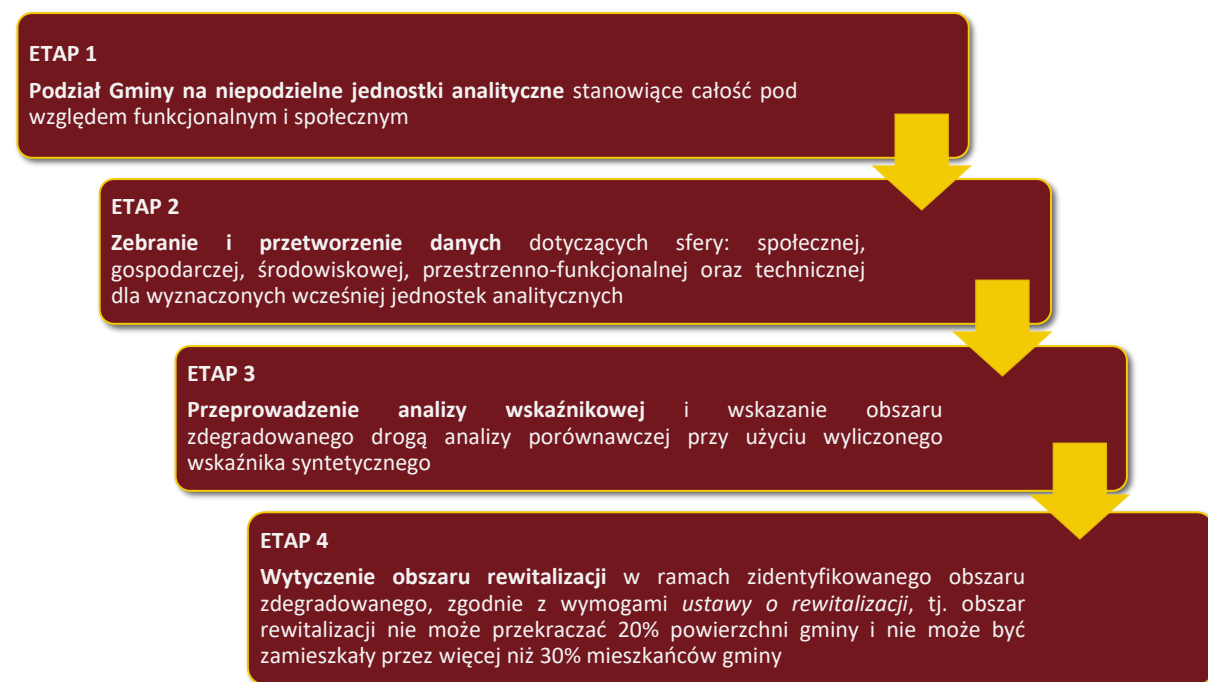 ETAP 1
Podział Gminy na niepodzielne jednostki analityczne stanowiące całość pod
względem funkcjonalnym i społecznym
ETAP 2
Zebranie i przetworzenie danych dotyczących sfery: społecznej,
gospodarczej, środowiskowej, przestrzenno-funkcjonalnej oraz technicznej
dla wyznaczonych wcześniej jednostek analitycznych
ETAP 3
Przeprowadzenie analizy wskaźnikowej i wskazanie obszaru
zdegradowanego drogą analizy porównawczej przy użyciu wyliczonego
wskaźnika syntetycznego
ETAP 4
Wytyczenie obszaru rewitalizacji w ramach zidentyfikowanego obszaru
zdegradowanego, zgodnie z wymogami ustawy o rewitalizacji, tj. obszar
rewitalizacji nie może przekraczać 20% powierzchni gminy i nie może być
zamieszkały przez więcej niż 30% mieszkańców gminy